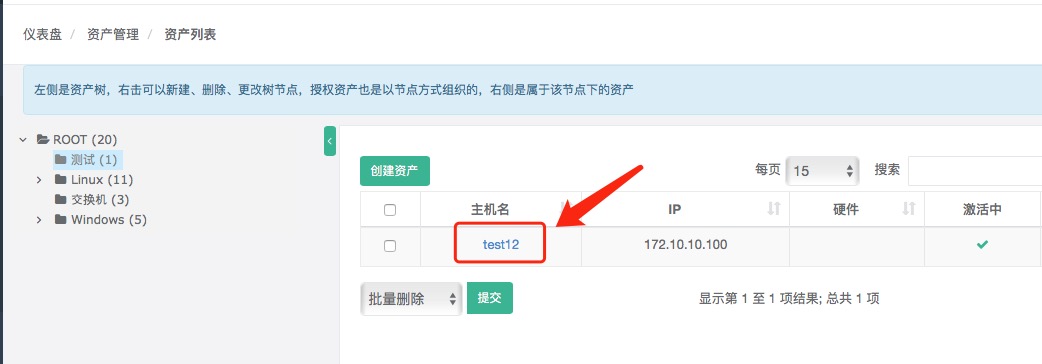 仪表盘 / 资产管理 / 资产列表
左侧是资产树，右击可以新建、删除、更改树节点，授权资产也是以节点方式组织的，右侧是属于该节点下的资产
ROOT (20)
测试 (1)
Linux (11)
交换机 (3)
Windows (5)
创建资产 每页 15 搜索
主机名 IP 硬件 激活中
test12 172.10.10.100
批量删除 提交 显示第 1 至 1 项结果; 总共 1 项